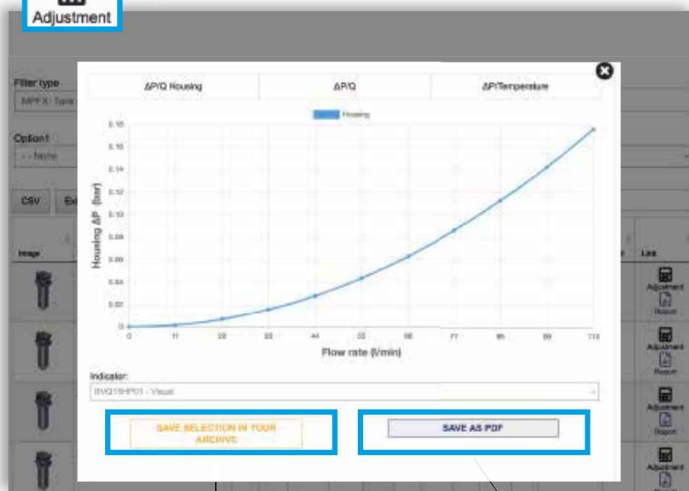 Adjustment
Filter type
Option1
CSV
Image
Link
ΔP/Q Housing
ΔP/Q
ΔP/Temperature
Housing
0.18
0.16
0.14
0.12
0.10
0.08
0.06
0.04
0.02
0
Housing ΔP (bar)
0
11
22
33
44
55
66
77
88
99
110
Flow rate (l/min)
Indicator:
- Visual
SAVE SELECTION IN YOUR
ARCHIVE
SAVE AS PDF
Adjustment
Report
Adjustment
Report
Adjustment
Report
Adjustment